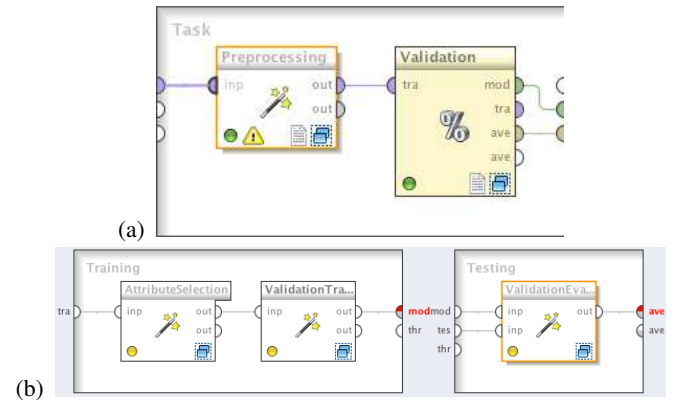 Task
Preprocessing
inp
out
out
Validation
tra
mod
tra
ave
ave
%
(a)
Training
tra
AttributeSelection
inp
out
out
ValidationTra...
inp
out
out
mod
thr
Testing
mod
tes
thr
ValidationEva...
inp
inp
out
ave
ave
(b)